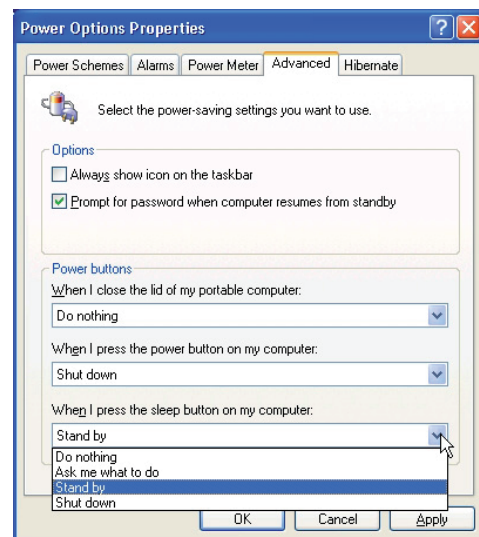 Power Options Properties
Power Schemes Alarms Power Meter Advanced Hibernate
Select the power-saving settings you want to use.
Options
Always show icon on the taskbar
Prompt for password when computer resumes from standby
Power buttons
When I close the lid of my portable computer:
Do nothing
When I press the power button on my computer:
Shut down
When I press the sleep button on my computer:
Stand by
Do nothing
Ask me what to do
Stand by
Shut down
OK Cancel Apply